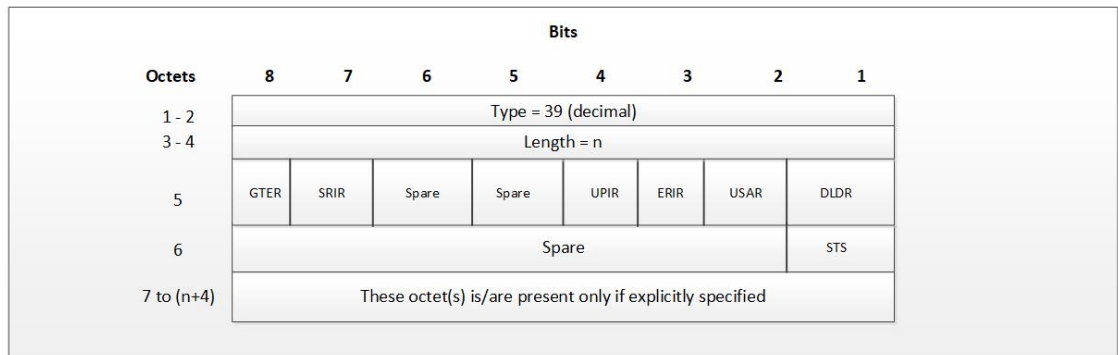 Bits
Octets 8 7 6 5 4 3 2 1
1 - 2 Type = 39 (decimal)
3 - 4 Length = n
5 GTER SRIR Spare Spare UPIR ERIR USAR DLDR
6 Spare STS
7 to (n+4) These octet(s) is/are present only if explicitly specified